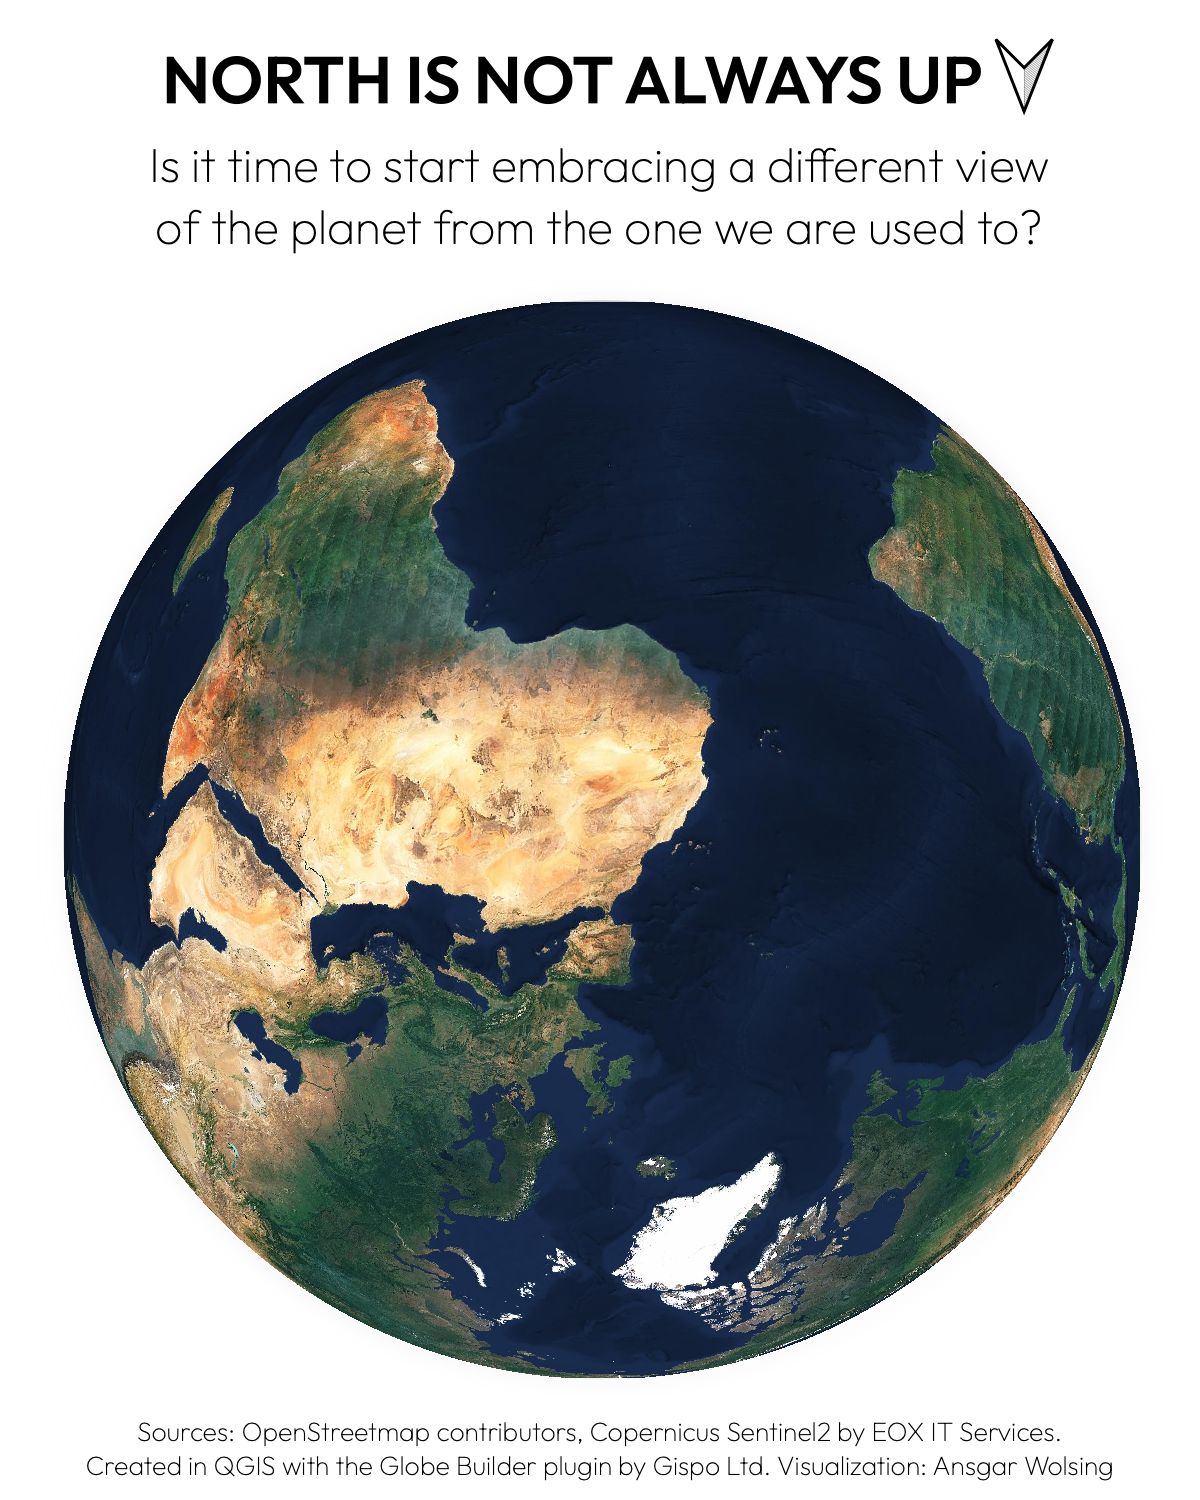 NORTH IS NOT ALWAYS UP
Is it time to start embracing a different view
of the planet from the one we are used to?
Sources: OpenStreetmap contributors, Copernicus Sentinel2 by EOX IT Services.
Created in QGIS with the Globe Builder plugin by Gispo Ltd. Visualization: Ansgar Wolsing